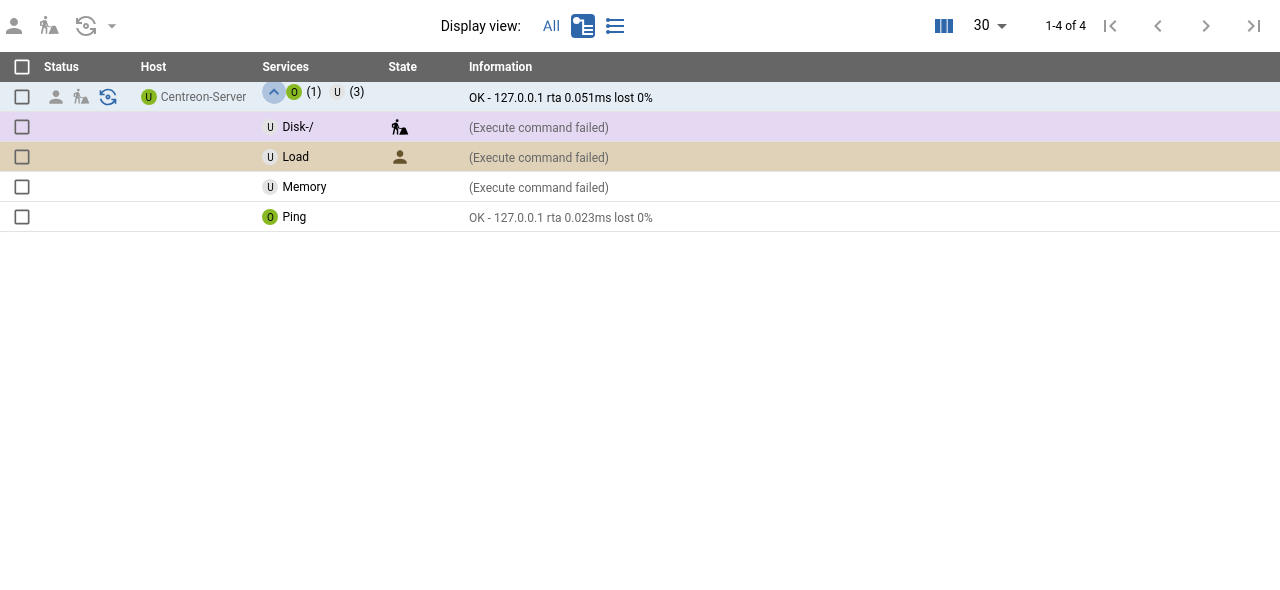 Display view: All 30 1-4 of 4
Status Host Services State Information
U Centreon-Server O (1) U (3) OK - 127.0.0.1 rta 0.051ms lost 0%
U Disk-/ (Execute command failed)
U Load (Execute command failed)
U Memory (Execute command failed)
O Ping OK - 127.0.0.1 rta 0.023ms lost 0%